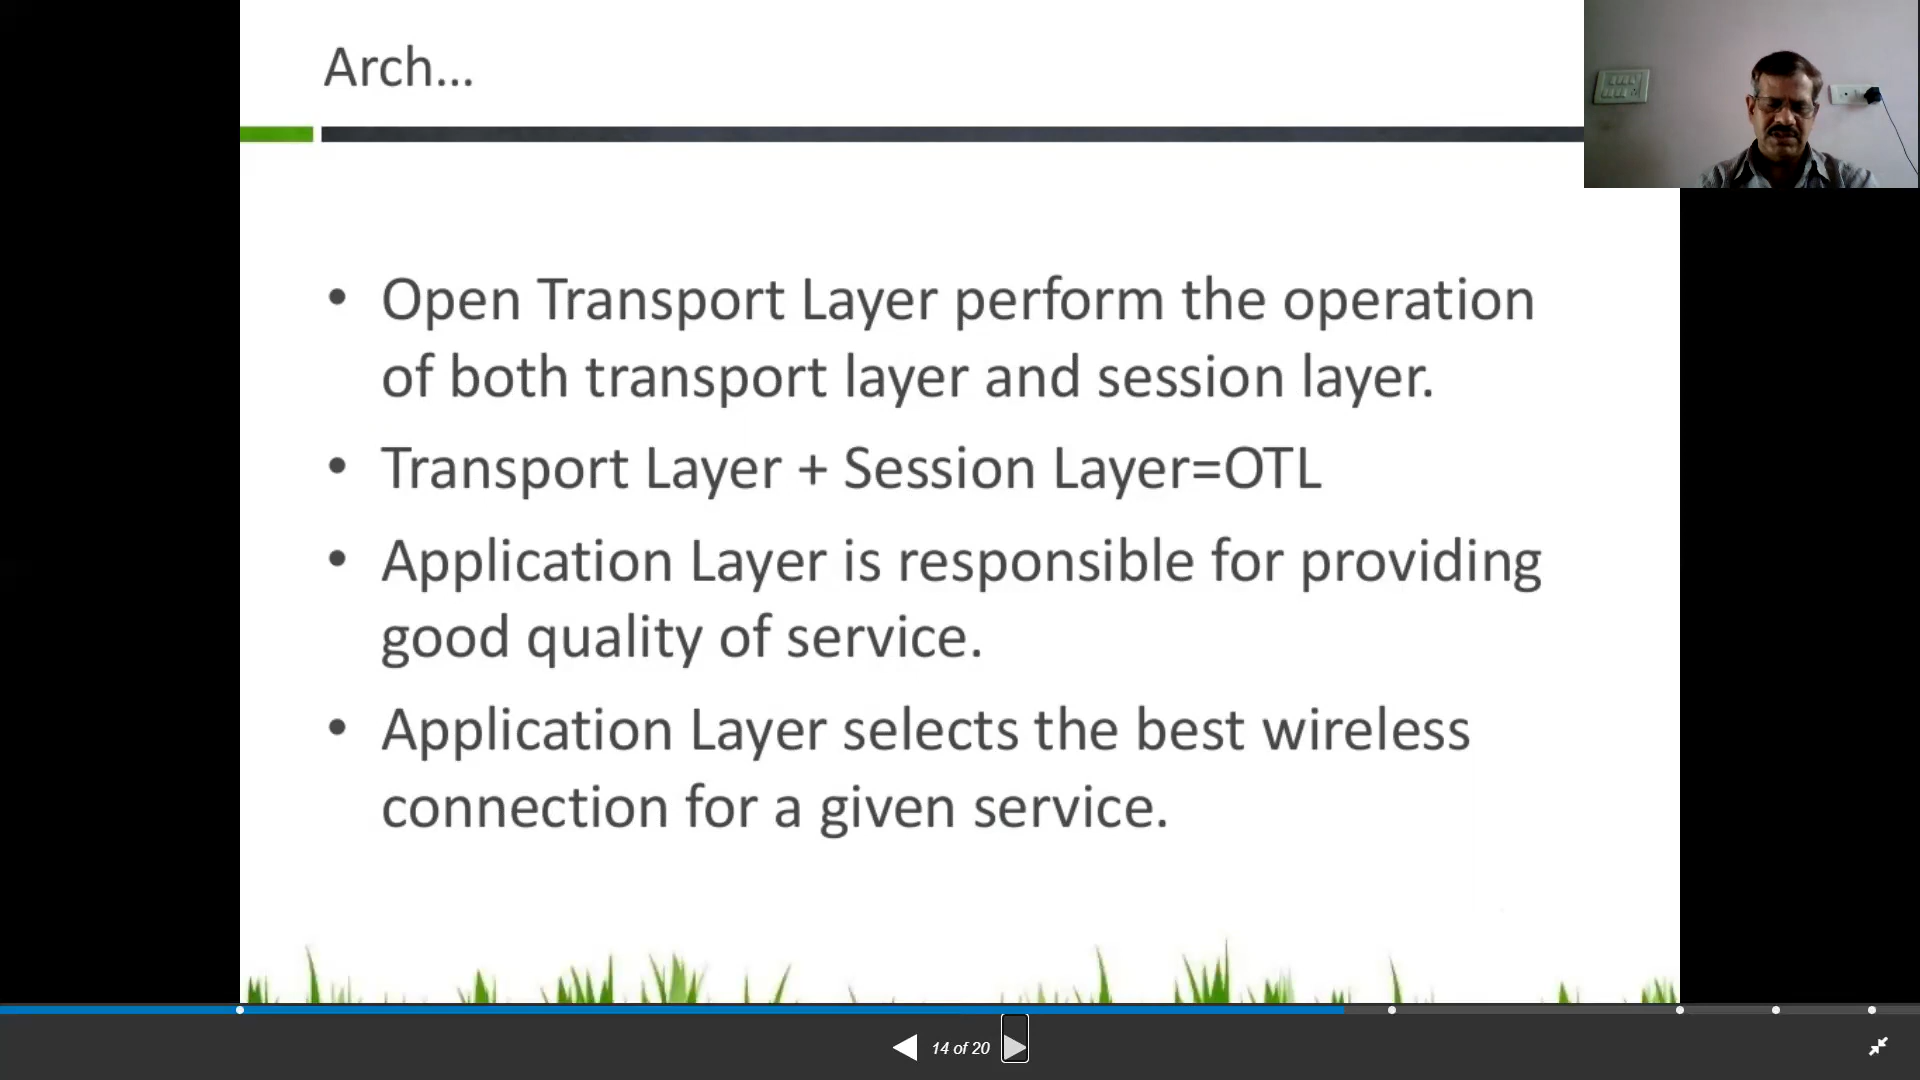 Arch...
• Open Transport Layer perform the operation
of both transport layer and session layer.
• Transport Layer + Session Layer=OTL
• Application Layer is responsible for providing
good quality of service.
• Application Layer selects the best wireless
connection for a given service.
14 of 20